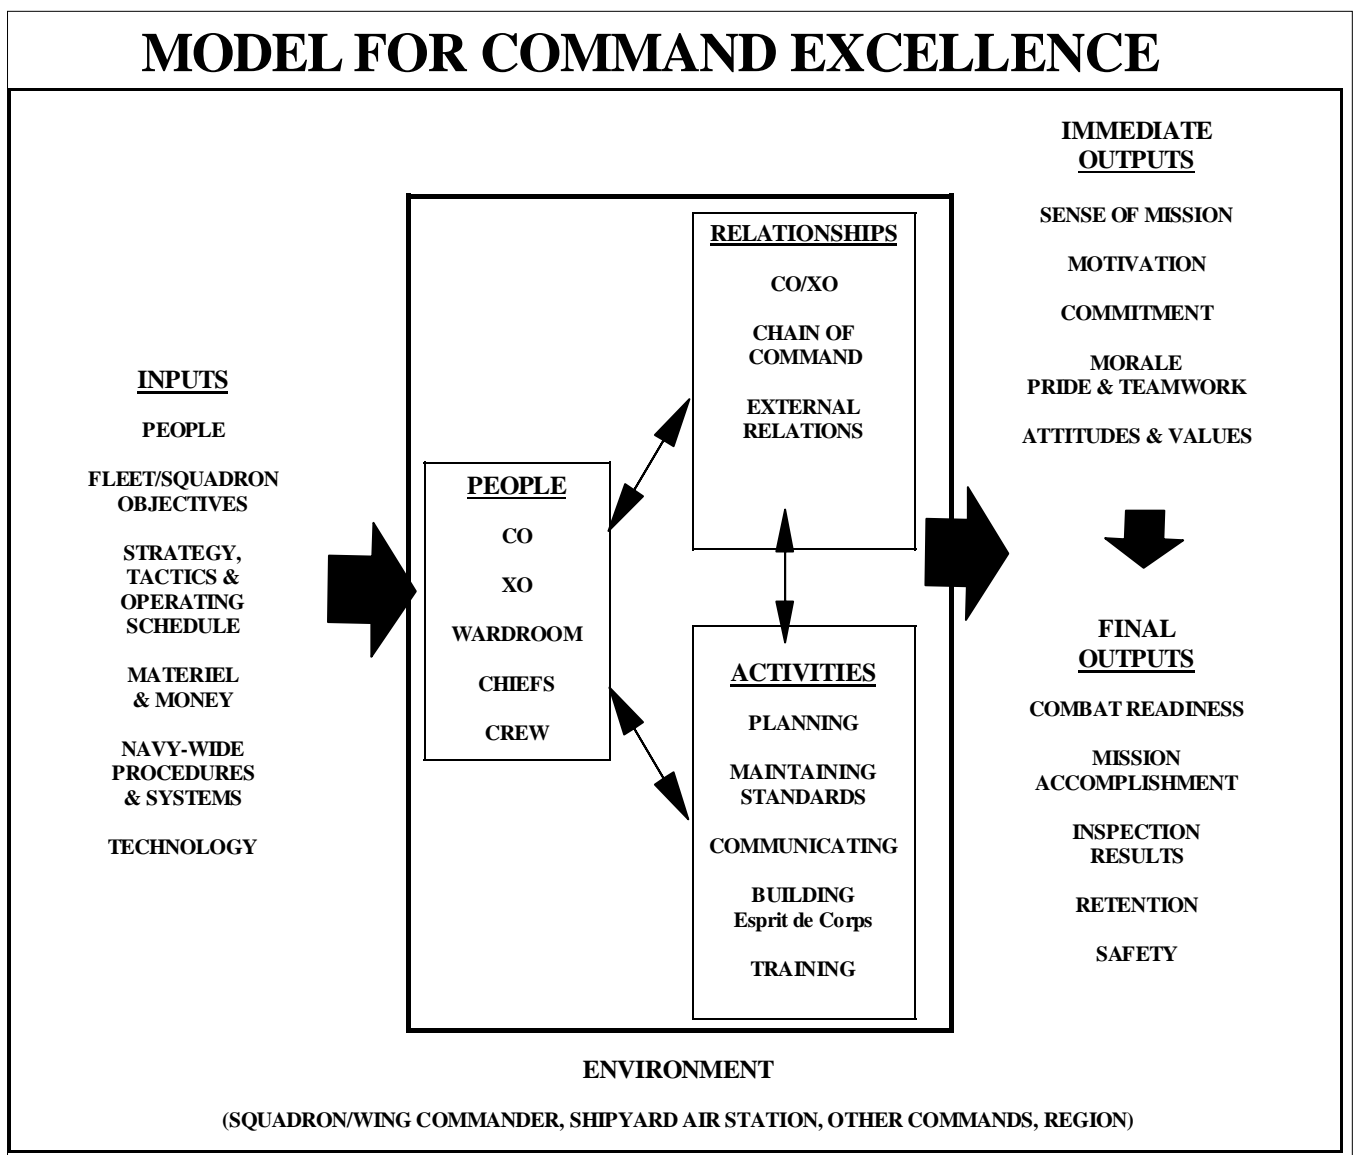 MODEL FOR COMMAND EXCELLENCE
INPUTS
PEOPLE
FLEET/SQUADRON
OBJECTIVES
STRATEGY,
TACTICS &
OPERATING
SCHEDULE
MATERIEL
& MONEY
NAVY-WIDE
PROCEDURES
& SYSTEMS
TECHNOLOGY
PEOPLE
CO
XO
WARDROOM
CHIEFS
CREW
RELATIONSHIPS
CO/XO
CHAIN OF
COMMAND
EXTERNAL
RELATIONS
ACTIVITIES
PLANNING
MAINTAINING
STANDARDS
COMMUNICATING
BUILDING
Esprit de Corps
TRAINING
IMMEDIATE
OUTPUTS
SENSE OF MISSION
MOTIVATION
COMMITMENT
MORALE
PRIDE & TEAMWORK
ATTITUDES & VALUES
FINAL
OUTPUTS
COMBAT READINESS
MISSION
ACCOMPLISHMENT
INSPECTION
RESULTS
RETENTION
SAFETY
ENVIRONMENT
(SQUADRON/WING COMMANDER, SHIPYARD AIR STATION, OTHER COMMANDS, REGION)